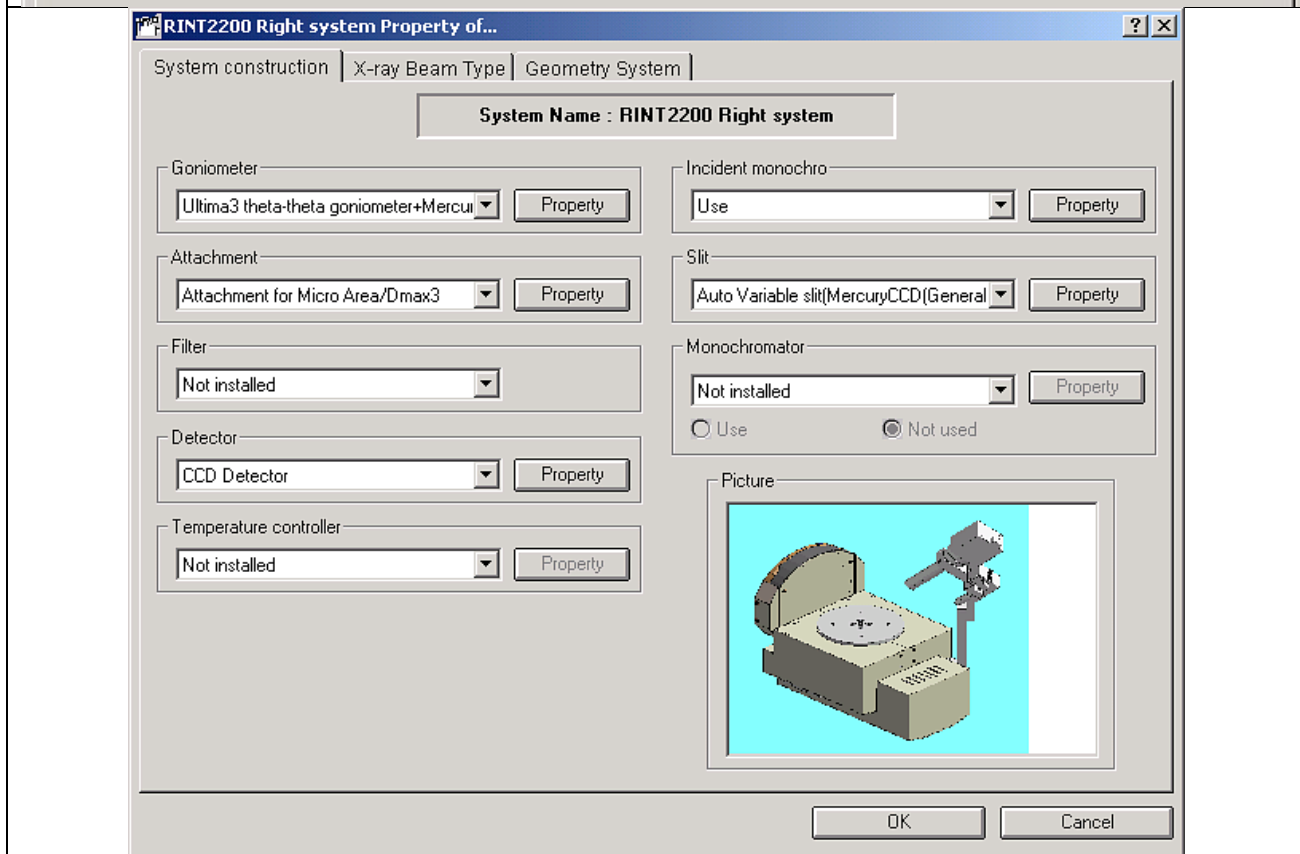 RINT2200 Right system Property of...
System construction
X-ray Beam Type
Geometry System
System Name : RINT2200 Right system
Goniometer
Ultima3 theta-theta goniometer+Mercur
Property
Incident monochro
Use
Property
Attachment
Attachment for Micro Area/Dmax3
Property
Slit
Auto Variable slit(MercuryCCD(General
Property
Filter
Not installed
Monochromator
Not installed
Property
Use
Not used
Detector
CCD Detector
Property
Temperature controller
Not installed
Property
Picture
OK
Cancel